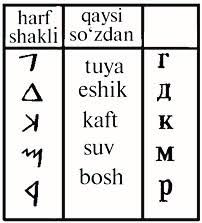 harf shakli qaysi so‘zdan
𐤂 tuya г
𐤃 eshik д
𐤊 kaft к
𐤌 suv м
𐤓 bosh р